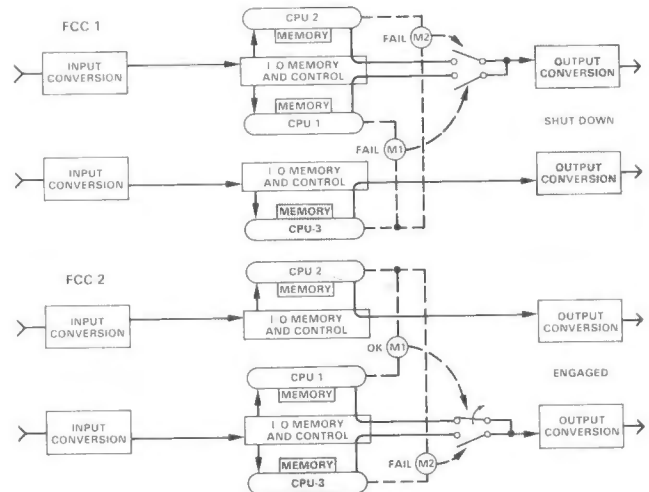 FCC 1
CPU 2
MEMORY
FAIL M2
INPUT
CONVERSION
I O MEMORY
AND CONTROL
OUTPUT
CONVERSION
MEMORY
CPU 1
SHUT DOWN
FAIL M1
INPUT
CONVERSION
I O MEMORY
AND CONTROL
OUTPUT
CONVERSION
MEMORY
CPU-3
FCC 2
CPU 2
MEMORY
INPUT
CONVERSION
I O MEMORY
AND CONTROL
OUTPUT
CONVERSION
OK M1
CPU 1
MEMORY
ENGAGED
INPUT
CONVERSION
I O MEMORY
AND CONTROL
OUTPUT
CONVERSION
MEMORY
FAIL M2
CPU-3